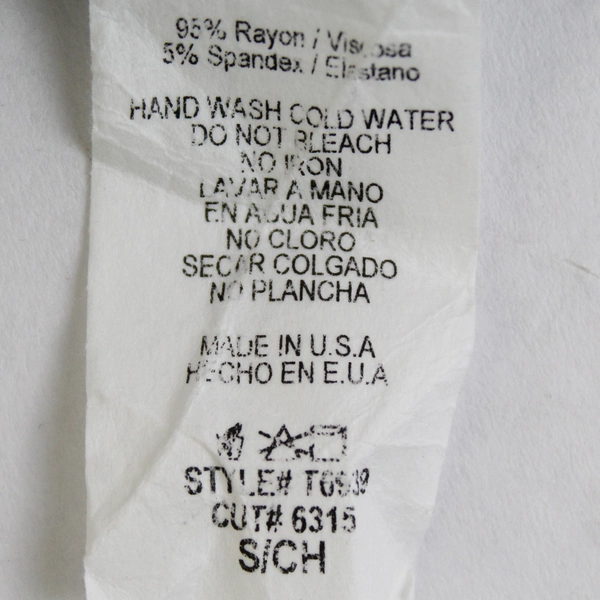 95% Rayon / Viscosa
5% Spandex / Elastano
HAND WASH COLD WATER
DO NOT BLEACH
NO IRON
LAVAR A MANO
EN AGUA FRIA
NO CLORO
SECAR COLGADO
NO PLANCHA
MADE IN U.S.A
HECHO EN E.U.A
STYLE#
CUT# 6315
S/CH